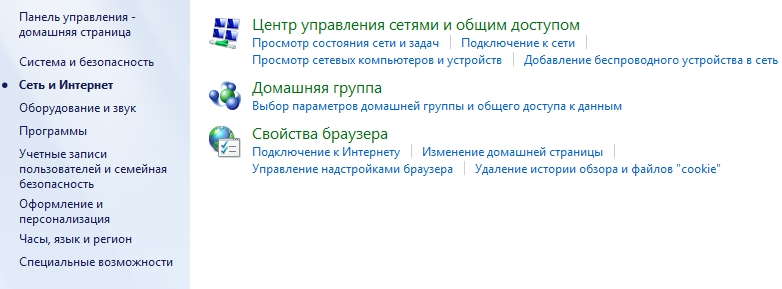 Панель управления -
домашняя страница
Система и безопасность
Сеть и Интернет
Оборудование и звук
Программы
Учетные записи
пользователей и семейная
безопасность
Оформление и
персонализация
Часы, язык и регион
Специальные возможности
Центр управления сетями и общим доступом
Просмотр состояния сети и задач Подключение к сети
Просмотр сетевых компьютеров и устройств Добавление беспроводного устройства в сеть
Домашняя группа
Выбор параметров домашней группы и общего доступа к данным
Свойства браузера
Подключение к Интернету Изменение домашней страницы
Управление надстройками браузера Удаление истории обзора и файлов "cookie"